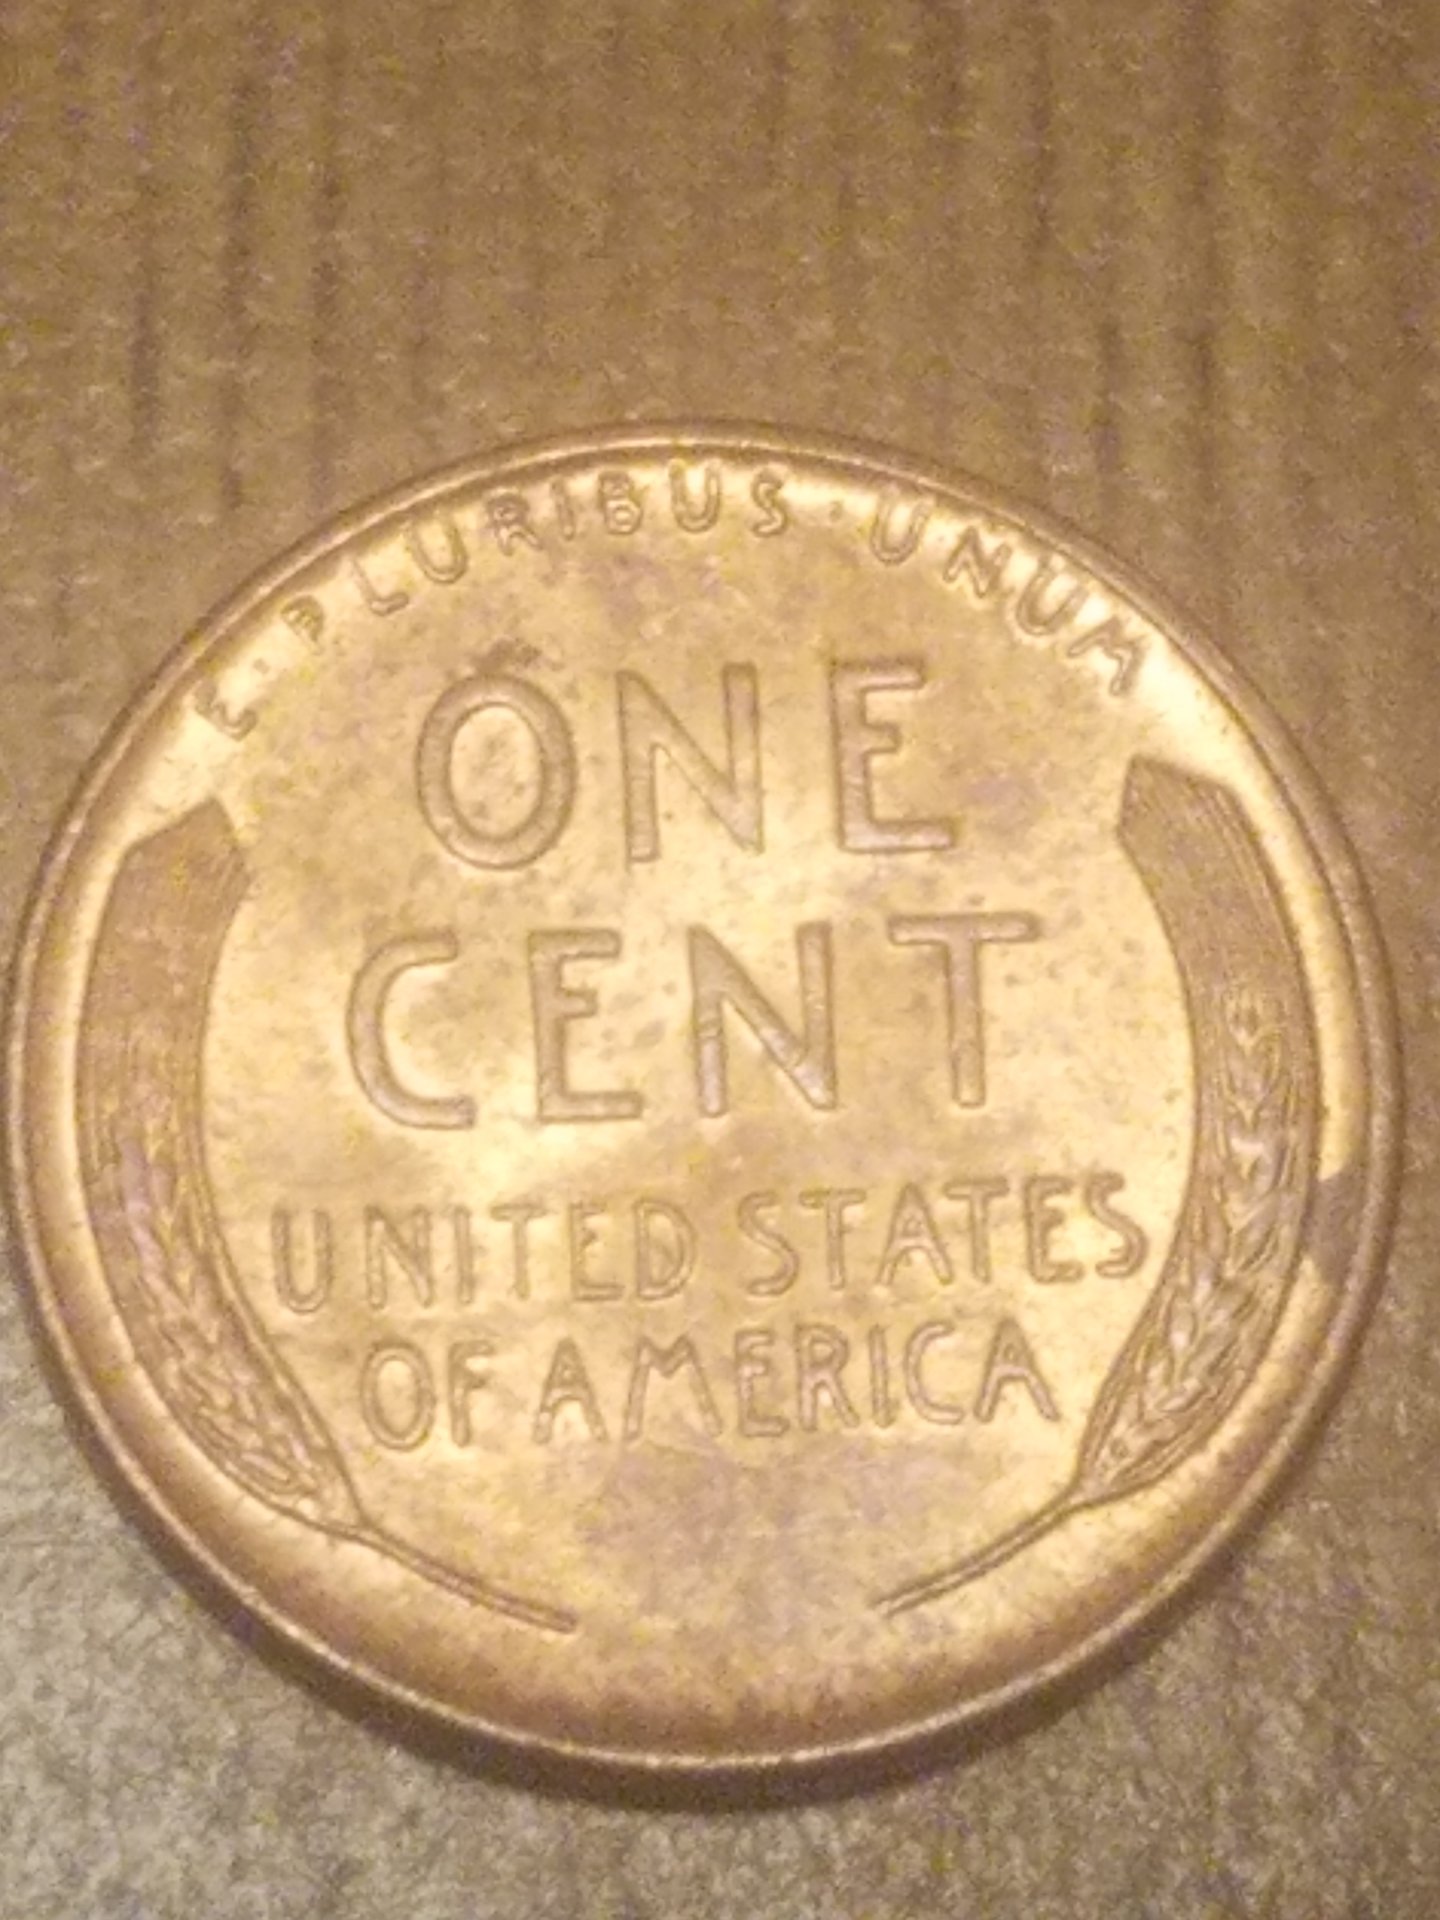 E · PLURIBUS · UNUM
ONE
CENT
UNITED STATES
OF AMERICA